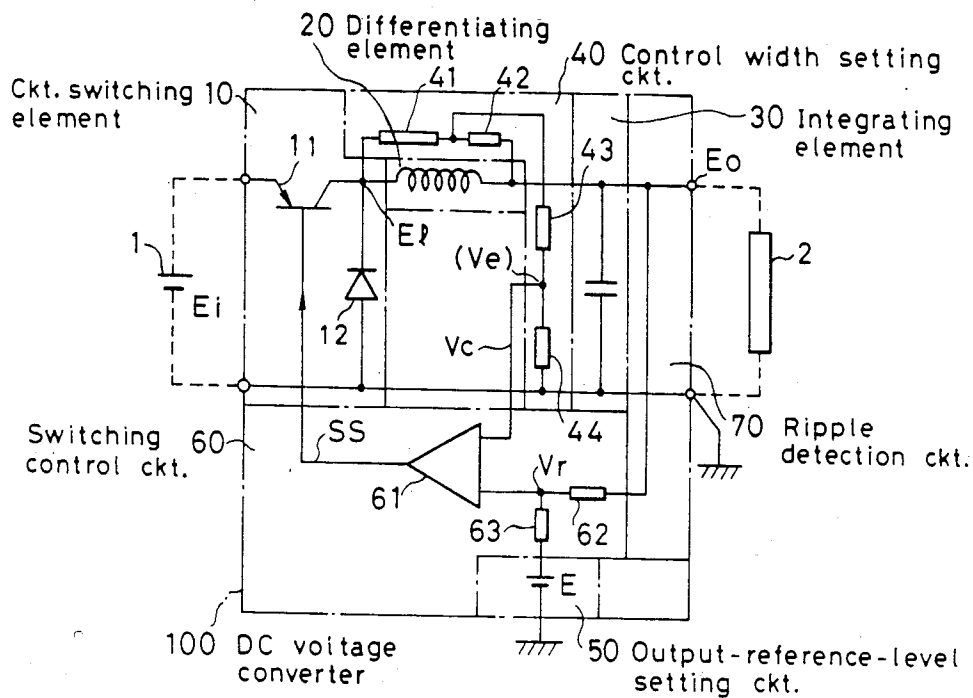 20 Differentiating
element
40 Control width setting
ckt.
41
42
Ckt. switching
element
10
30 Integrating
element
43
11
Eo
El
1
(Ve)
2
Ei
12
Vc
Switching
control ckt.
60
SS
44
70 Ripple
detection ckt.
Vr
61
63
62
E
100 DC voltage
converter
50 Output-reference-level
setting ckt.